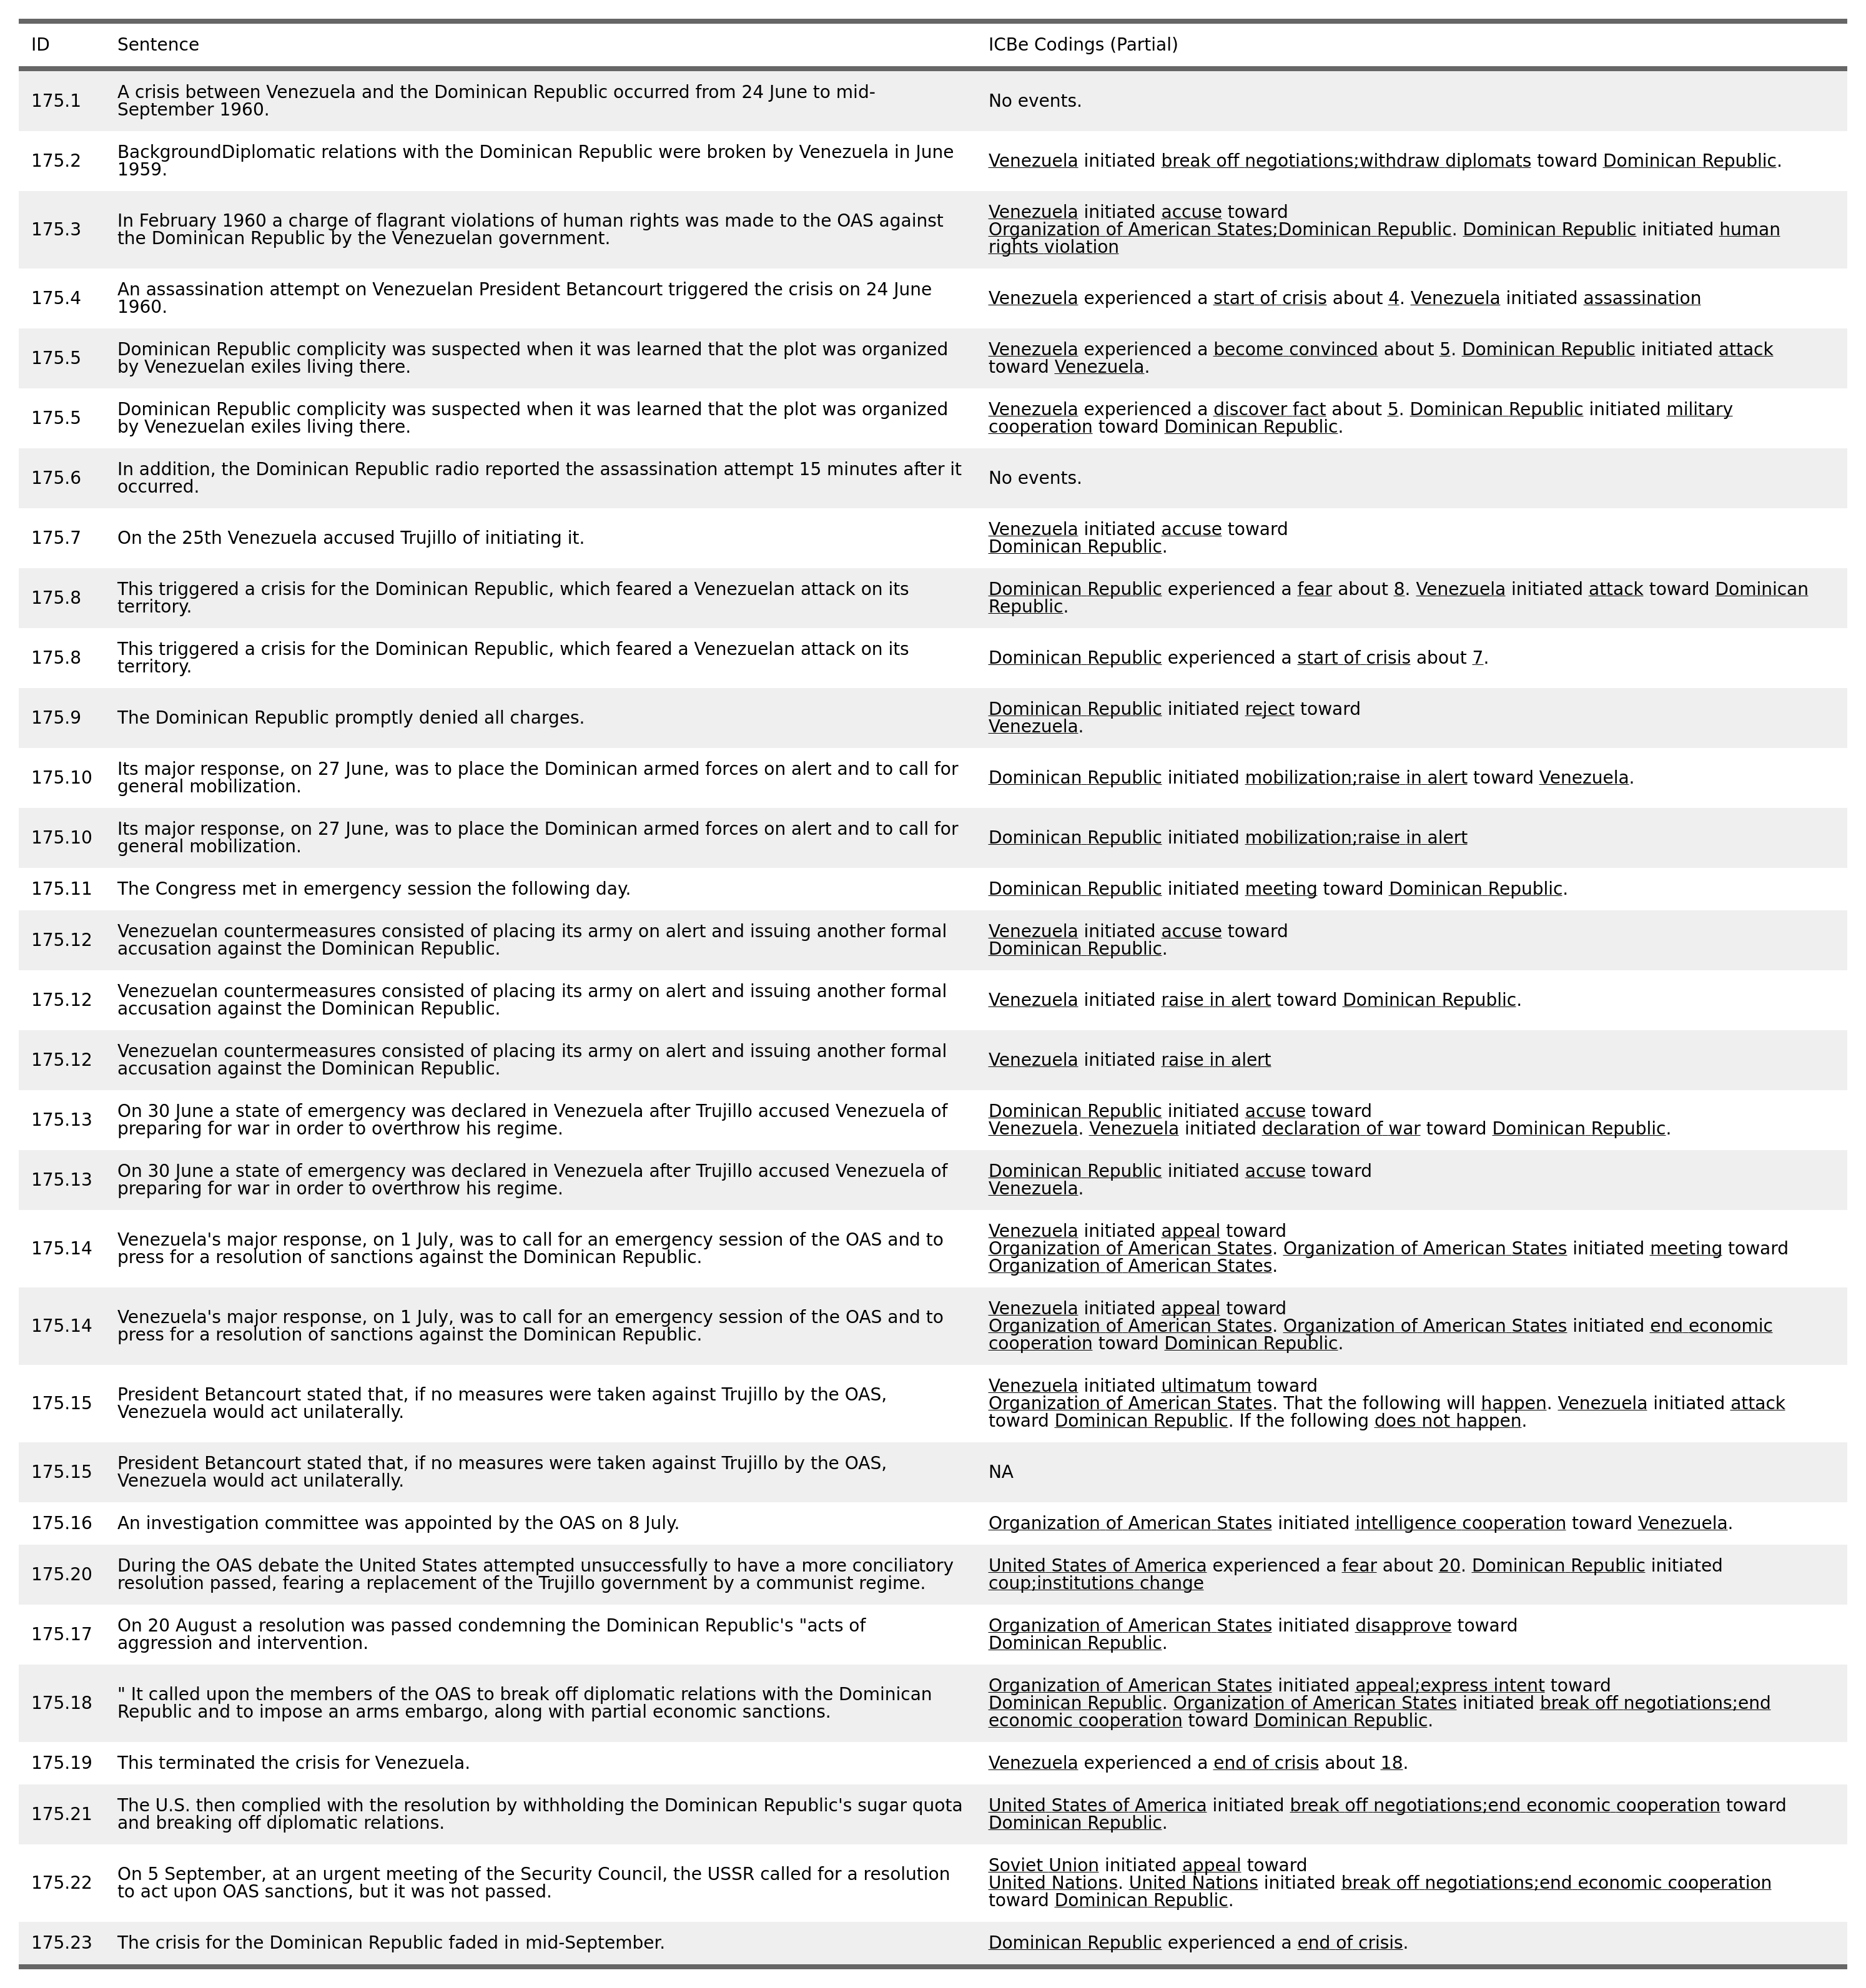 ID Sentence ICBe Codings (Partial)
175.1 A crisis between Venezuela and the Dominican Republic occurred from 24 June to mid-
September 1960. No events.
175.2 BackgroundDiplomatic relations with the Dominican Republic were broken by Venezuela in June
1959. Venezuela initiated break off negotiations;withdraw diplomats toward Dominican Republic.
175.3 In February 1960 a charge of flagrant violations of human rights was made to the OAS against
the Dominican Republic by the Venezuelan government.
Venezuela initiated accuse toward
Organization of American States;Dominican Republic. Dominican Republic initiated human
rights violation
175.4 An assassination attempt on Venezuelan President Betancourt triggered the crisis on 24 June
1960. Venezuela experienced a start of crisis about 4. Venezuela initiated assassination
175.5 Dominican Republic complicity was suspected when it was learned that the plot was organized
by Venezuelan exiles living there.
Venezuela experienced a become convinced about 5. Dominican Republic initiated attack
toward Venezuela.
175.5 Dominican Republic complicity was suspected when it was learned that the plot was organized
by Venezuelan exiles living there.
Venezuela experienced a discover fact about 5. Dominican Republic initiated military
cooperation toward Dominican Republic.
175.6 In addition, the Dominican Republic radio reported the assassination attempt 15 minutes after it
occurred. No events.
175.7 On the 25th Venezuela accused Trujillo of initiating it.
Venezuela initiated accuse toward
Dominican Republic.
175.8 This triggered a crisis for the Dominican Republic, which feared a Venezuelan attack on its
territory.
Dominican Republic experienced a fear about 8. Venezuela initiated attack toward Dominican
Republic.
175.8 This triggered a crisis for the Dominican Republic, which feared a Venezuelan attack on its
territory.
Dominican Republic experienced a start of crisis about 7.
175.9 The Dominican Republic promptly denied all charges.
Dominican Republic initiated reject toward
Venezuela.
175.10 Its major response, on 27 June, was to place the Dominican armed forces on alert and to call for
general mobilization.
Dominican Republic initiated mobilization;raise in alert toward Venezuela.
175.10 Its major response, on 27 June, was to place the Dominican armed forces on alert and to call for
general mobilization.
Dominican Republic initiated mobilization;raise in alert
175.11 The Congress met in emergency session the following day. Dominican Republic initiated meeting toward Dominican Republic.
175.12 Venezuelan countermeasures consisted of placing its army on alert and issuing another formal
accusation against the Dominican Republic.
Venezuela initiated accuse toward
Dominican Republic.
175.12 Venezuelan countermeasures consisted of placing its army on alert and issuing another formal
accusation against the Dominican Republic.
Venezuela initiated raise in alert toward Dominican Republic.
175.12 Venezuelan countermeasures consisted of placing its army on alert and issuing another formal
accusation against the Dominican Republic.
Venezuela initiated raise in alert
175.13 On 30 June a state of emergency was declared in Venezuela after Trujillo accused Venezuela of
preparing for war in order to overthrow his regime.
Dominican Republic initiated accuse toward
Venezuela. Venezuela initiated declaration of war toward Dominican Republic.
175.13 On 30 June a state of emergency was declared in Venezuela after Trujillo accused Venezuela of
preparing for war in order to overthrow his regime.
Dominican Republic initiated accuse toward
Venezuela.
175.14 Venezuela's major response, on 1 July, was to call for an emergency session of the OAS and to
press for a resolution of sanctions against the Dominican Republic.
Venezuela initiated appeal toward
Organization of American States. Organization of American States initiated meeting toward
Organization of American States.
175.14 Venezuela's major response, on 1 July, was to call for an emergency session of the OAS and to
press for a resolution of sanctions against the Dominican Republic.
Venezuela initiated appeal toward
Organization of American States. Organization of American States initiated end economic
cooperation toward Dominican Republic.
175.15 President Betancourt stated that, if no measures were taken against Trujillo by the OAS,
Venezuela would act unilaterally.
Venezuela initiated ultimatum toward
Organization of American States. That the following will happen. Venezuela initiated attack
toward Dominican Republic. If the following does not happen.
175.15 President Betancourt stated that, if no measures were taken against Trujillo by the OAS,
Venezuela would act unilaterally.
NA
175.16 An investigation committee was appointed by the OAS on 8 July. Organization of American States initiated intelligence cooperation toward Venezuela.
175.20 During the OAS debate the United States attempted unsuccessfully to have a more conciliatory
resolution passed, fearing a replacement of the Trujillo government by a communist regime.
United States of America experienced a fear about 20. Dominican Republic initiated
coup;institutions change
175.17 On 20 August a resolution was passed condemning the Dominican Republic's "acts of
aggression and intervention.
Organization of American States initiated disapprove toward
Dominican Republic.
175.18 " It called upon the members of the OAS to break off diplomatic relations with the Dominican
Republic and to impose an arms embargo, along with partial economic sanctions.
Organization of American States initiated appeal;express intent toward
Dominican Republic. Organization of American States initiated break off negotiations;end
economic cooperation toward Dominican Republic.
175.19 This terminated the crisis for Venezuela. Venezuela experienced a end of crisis about 18.
175.21 The U.S. then complied with the resolution by withholding the Dominican Republic's sugar quota
and breaking off diplomatic relations.
United States of America initiated break off negotiations;end economic cooperation toward
Dominican Republic.
175.22 On 5 September, at an urgent meeting of the Security Council, the USSR called for a resolution
to act upon OAS sanctions, but it was not passed.
Soviet Union initiated appeal toward
United Nations. United Nations initiated break off negotiations;end economic cooperation
toward Dominican Republic.
175.23 The crisis for the Dominican Republic faded in mid-September. Dominican Republic experienced a end of crisis.